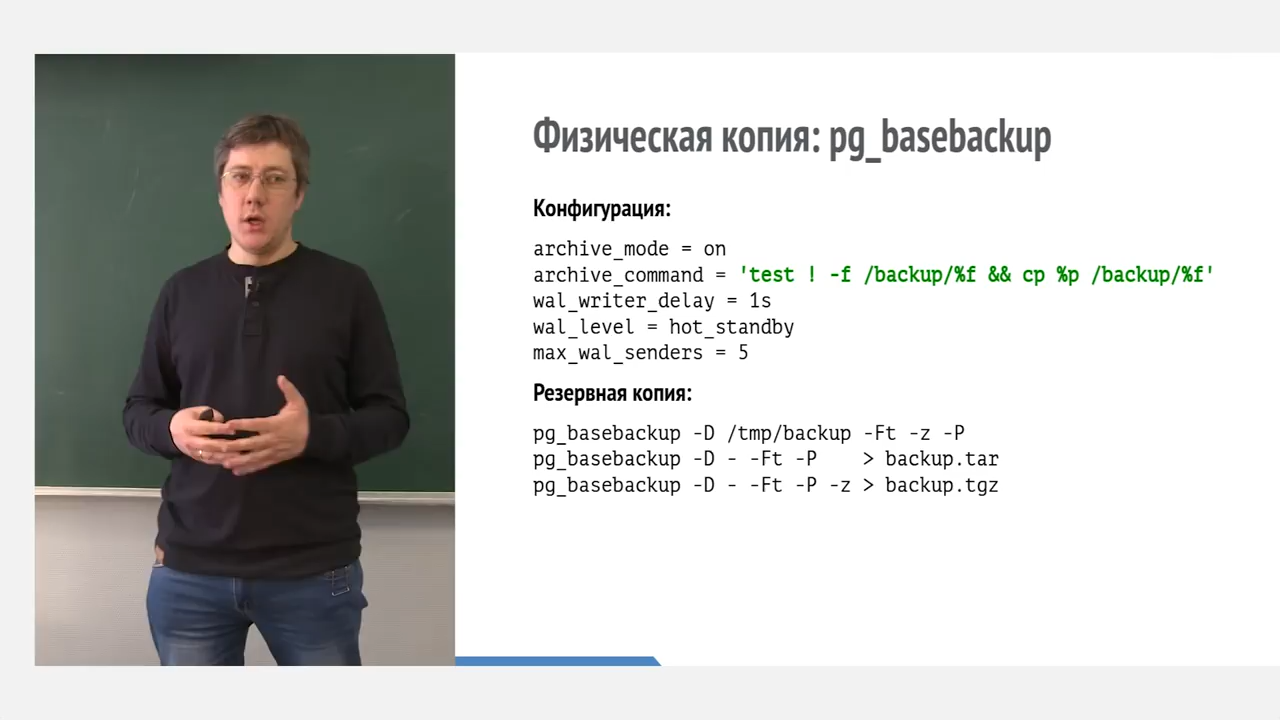 Физическая копия: pg_basebackup
Конфигурация:
archive_mode = on
archive_command = 'test ! -f /backup/%f && cp %p /backup/%f'
wal_writer_delay = 1s
wal_level = hot_standby
max_wal_senders = 5
Резервная копия:
pg_basebackup -D /tmp/backup -Ft -z -P
pg_basebackup -D - -Ft -P    > backup.tar
pg_basebackup -D - -Ft -P -z > backup.tgz